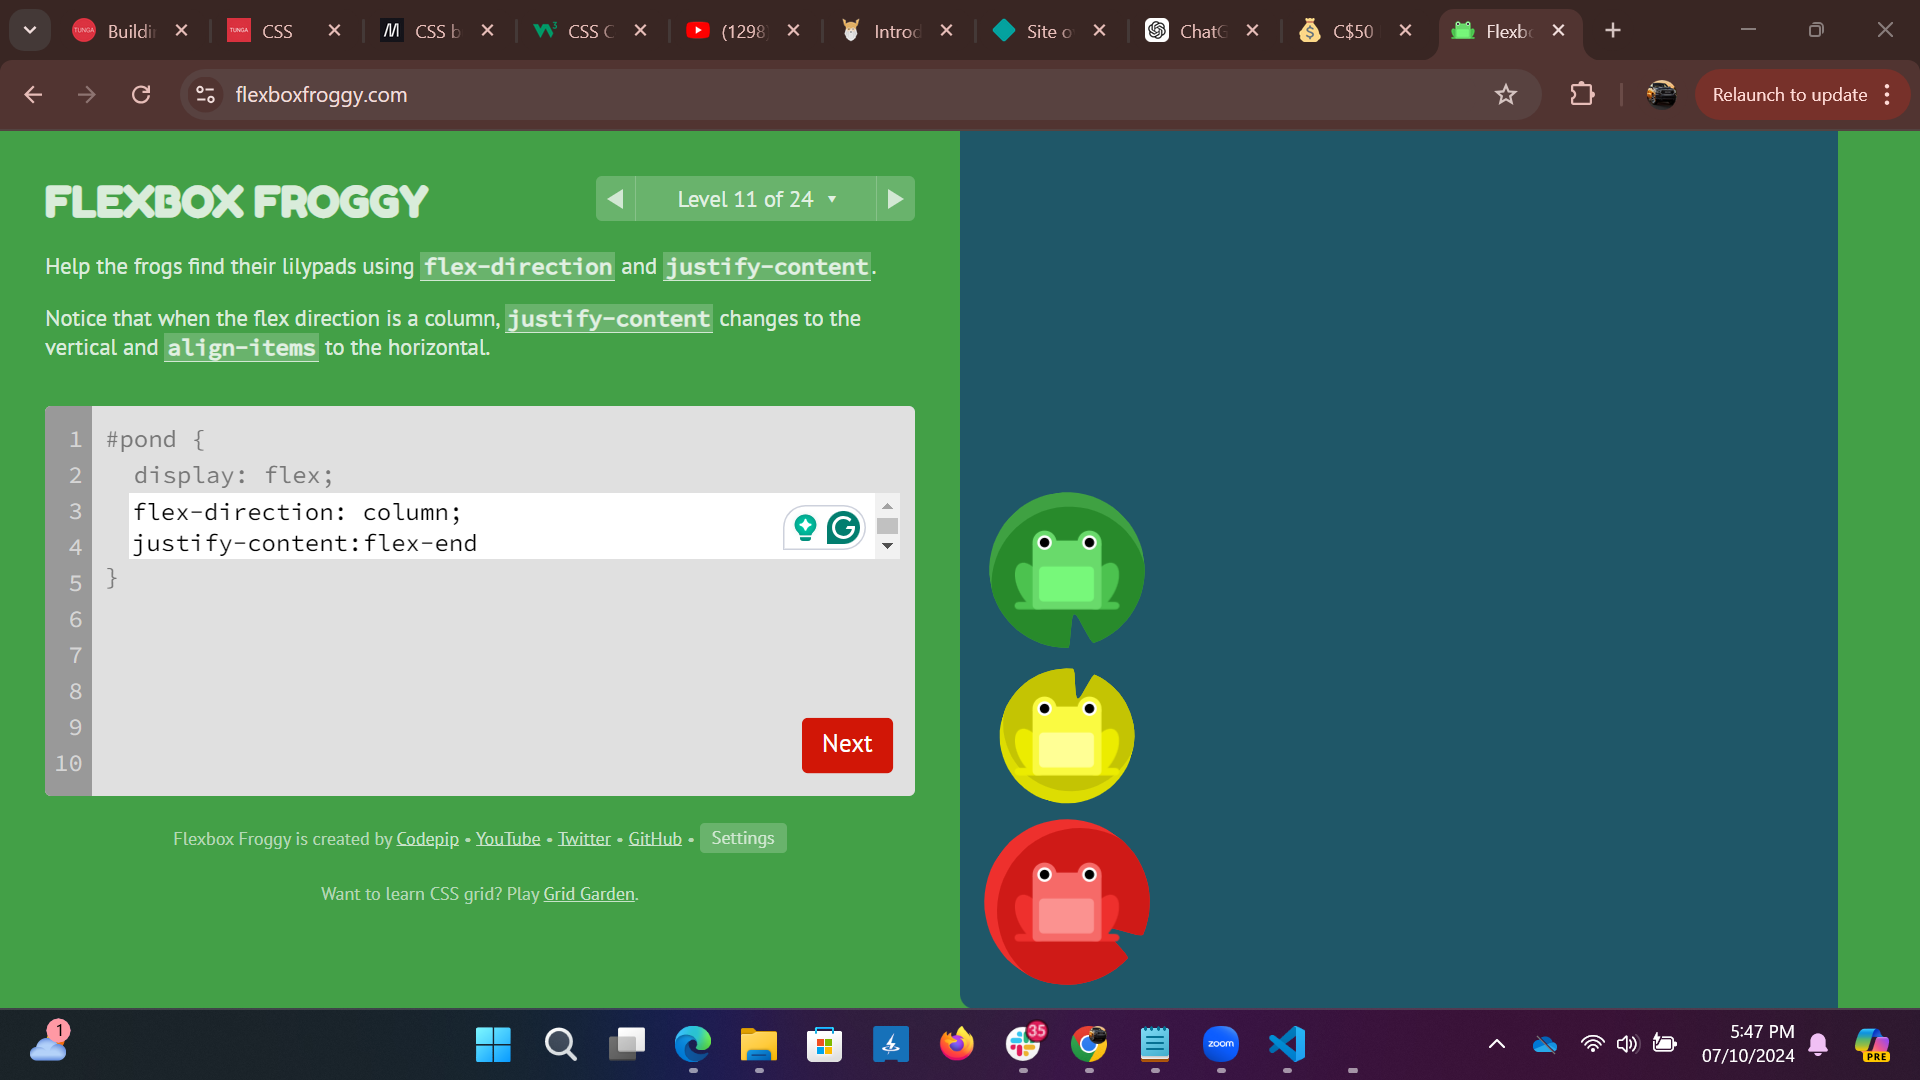 Buildin
CSS
CSS b
CSS C
(1298)
Introd
Site o
ChatG
C$50
Flexbo
flexboxfroggy.com
Relaunch to update
FLEXBOX FROGGY
Level 11 of 24
Help the frogs find their lilypads using flex-direction and justify-content.
Notice that when the flex direction is a column, justify-content changes to the
vertical and align-items to the horizontal.
1 #pond {
2 display: flex;
3 flex-direction: column;
4 justify-content:flex-end
5 }
6
7
8
9
10
Next
Flexbox Froggy is created by Codepip • YouTube • Twitter • GitHub • Settings
Want to learn CSS grid? Play Grid Garden.
1
35
zoom
5:47 PM
07/10/2024
PRE